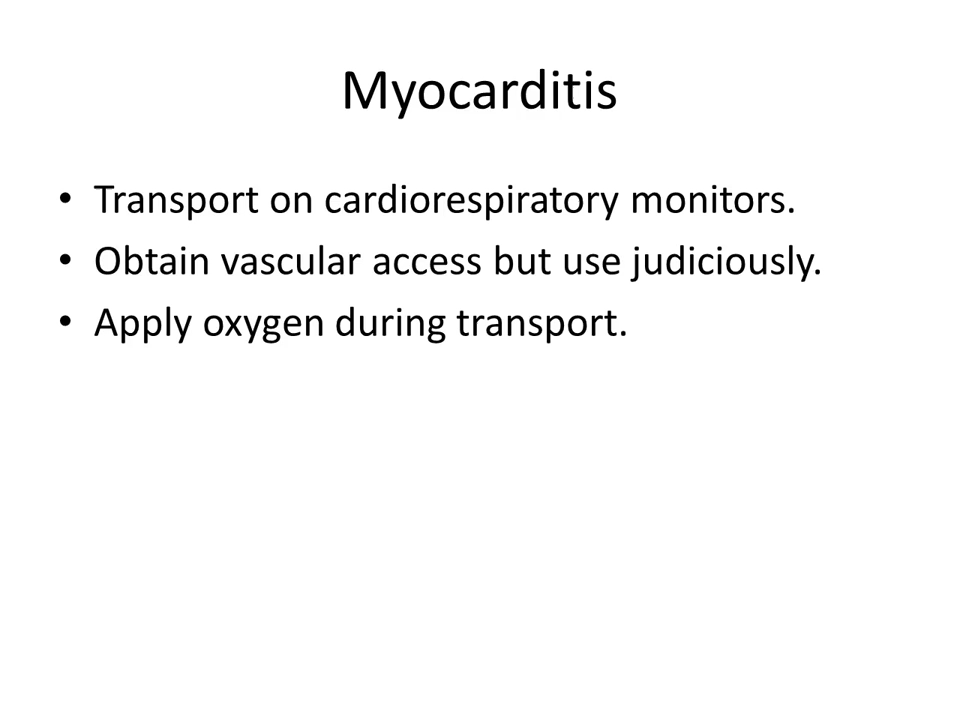 Myocarditis
• Transport on cardiorespiratory monitors.
• Obtain vascular access but use judiciously.
• Apply oxygen during transport.